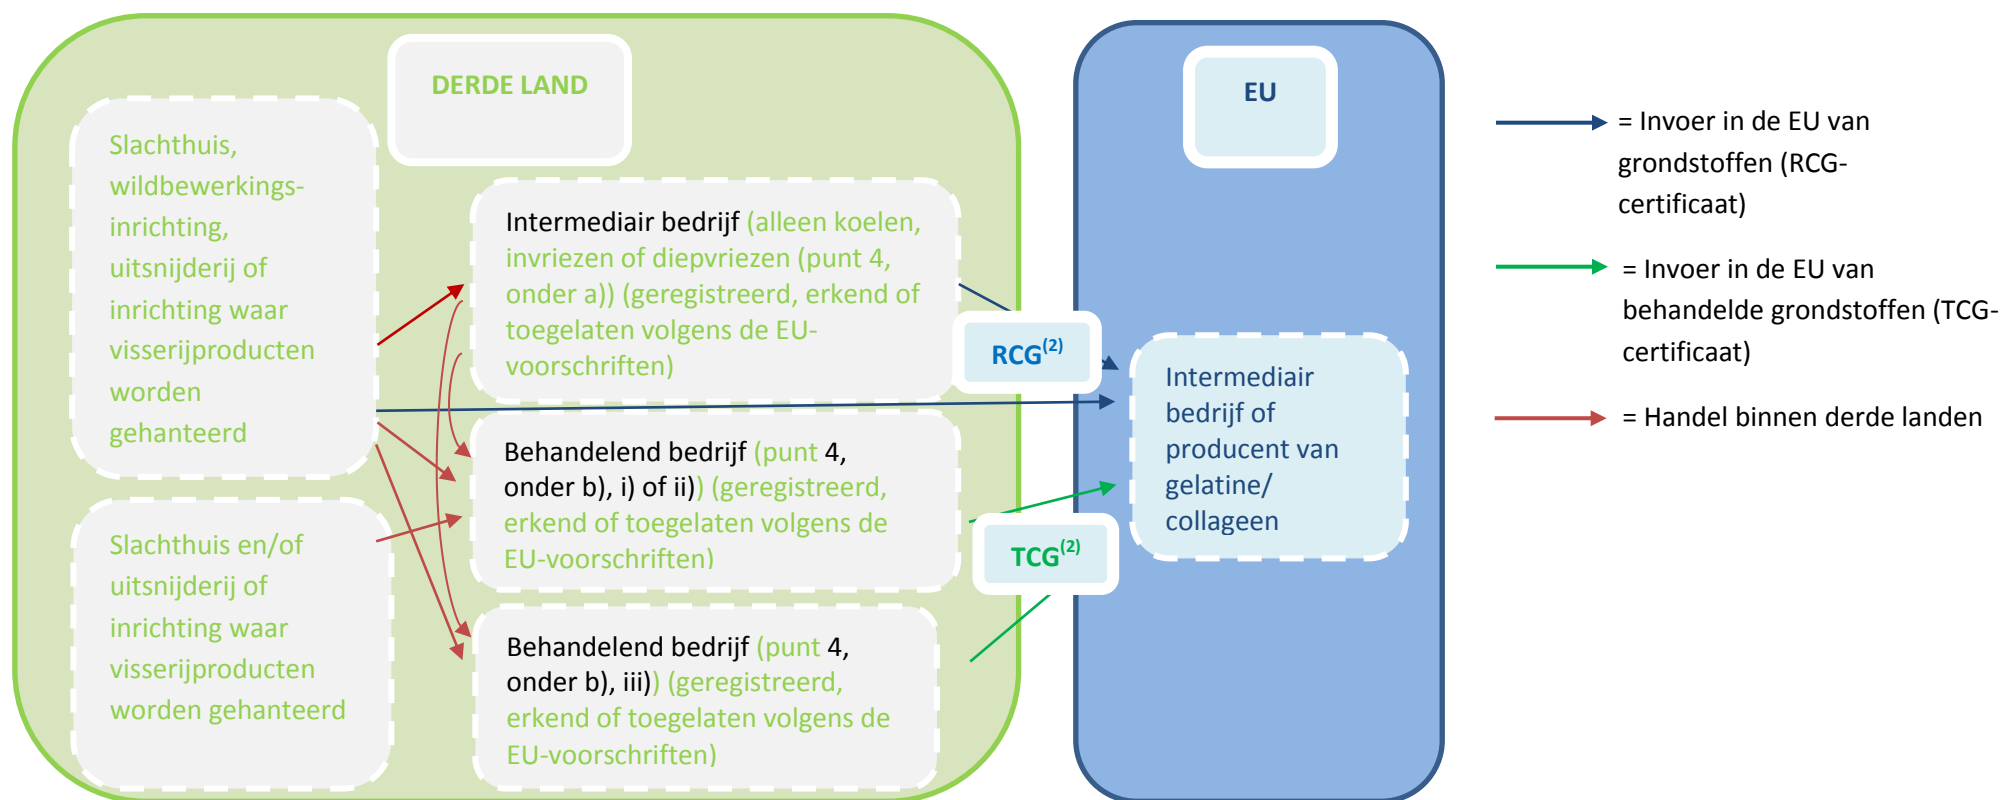 DERDE LAND
Slachthuis,
wildbewerkings-
inrichting,
uitsnijderij of
inrichting waar
visserijproducten
worden
gehanteerd
Slachthuis en/of
uitsnijderij of
inrichting waar
visserijproducten
worden gehanteerd
Intermediair bedrijf (alleen koelen,
invriezen of diepvriezen (punt 4,
onder a)) (geregistreerd, erkend of
toegelaten volgens de EU-
voorschriften)
Behandelend bedrijf (punt 4,
onder b), i) of ii)) (geregistreerd,
erkend of toegelaten volgens de
EU-voorschriften)
Behandelend bedrijf (punt 4,
onder b), iii)) (geregistreerd,
erkend of toegelaten volgens de
EU-voorschriften)
RCG(2)
TCG(2)
EU
Intermediair
bedrijf of
producent van
gelatine/
collageen
= Invoer in de EU van
grondstoffen (RCG-
certificaat)
= Invoer in de EU van
behandelde grondstoffen (TCG-
certificaat)
= Handel binnen derde landen